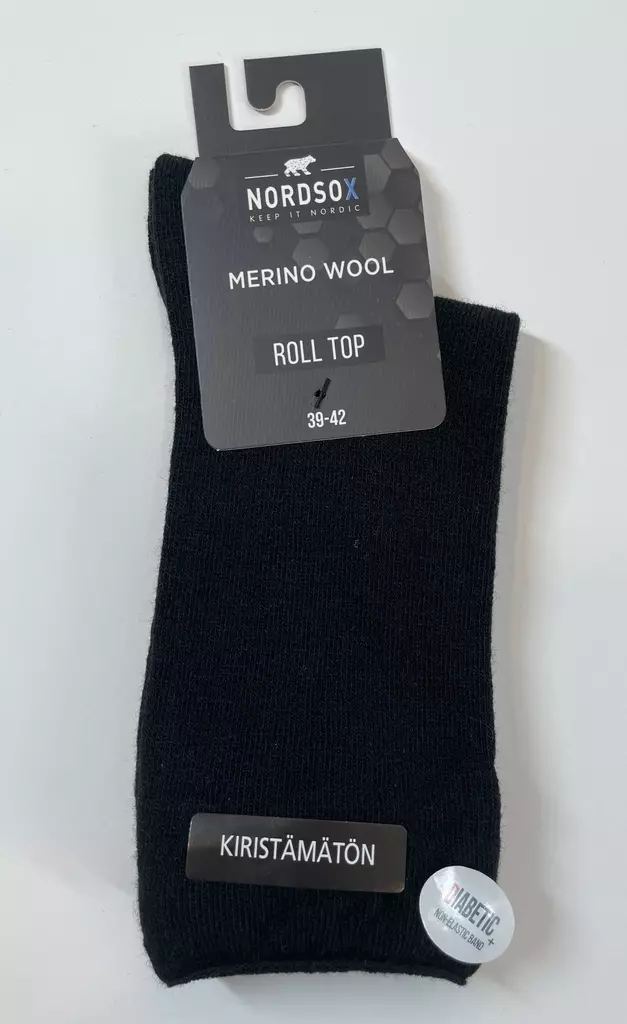 NORDSOX
KEEP IT NORDIC
MERINO WOOL
ROLL TOP
39-42
KIRISTÄMÄTÖN
DIABETIC +
NON-ELASTIC BAND